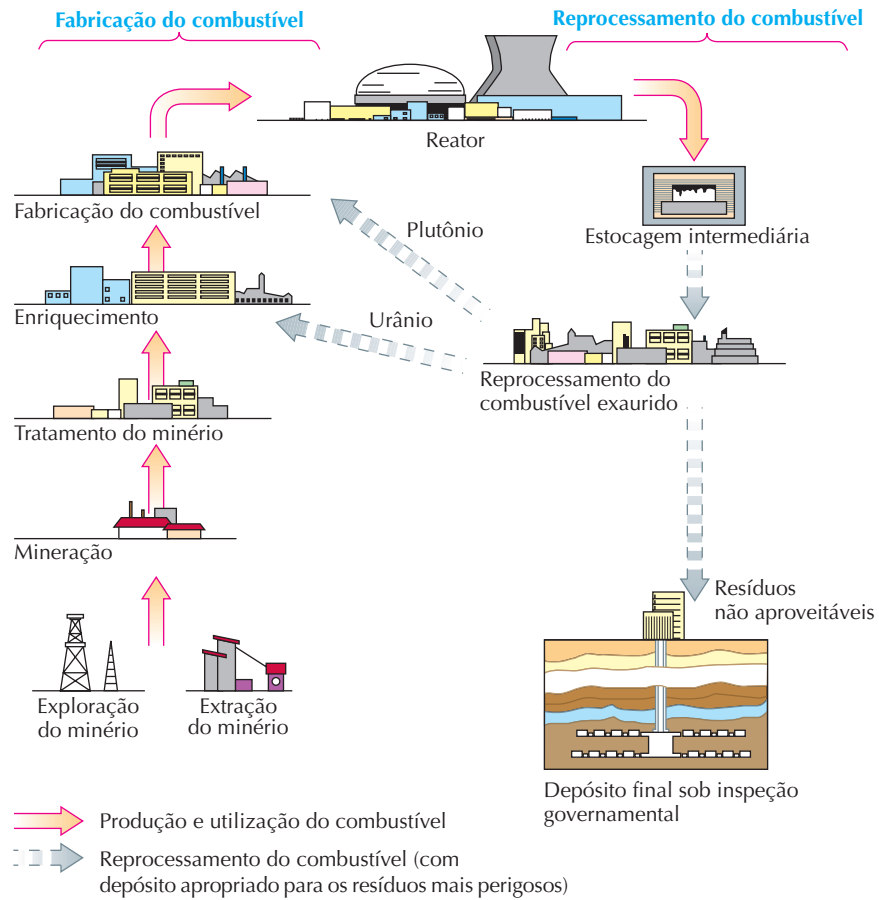 Fabricação do combustível
Reprocessamento do combustível
Reator
Fabricação do combustível
Estocagem intermediária
Plutônio
Enriquecimento
Urânio
Reprocessamento do
combustível exaurido
Tratamento do minério
Mineração
Resíduos
não aproveitáveis
Exploração
do minério
Extração
do minério
Depósito final sob inspeção
governamental
Produção e utilização do combustível
Reprocessamento do combustível (com
depósito apropriado para os resíduos mais perigosos)